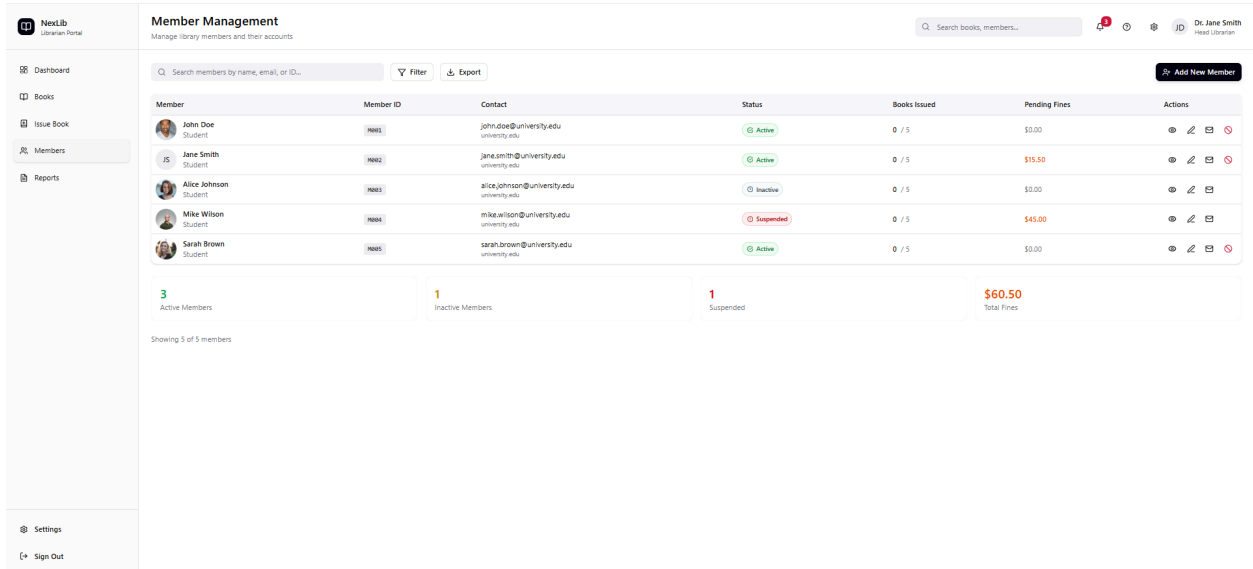 NexLib
Librarian Portal
Dashboard
Books
Issue Book
Members
Reports
Settings
Sign Out
Member Management
Manage library members and their accounts
Search books, members...
3
JD
Dr. Jane Smith
Head Librarian
Search members by name, email, or ID...
Filter
Export
Add New Member
Member Member ID Contact Status Books Issued Pending Fines Actions
John Doe
Student
M001
john.doe@university.edu
university.edu
Active
0 / 5
$0.00
JS
Jane Smith
Student
M002
jane.smith@university.edu
university.edu
Active
0 / 5
$15.50
Alice Johnson
Student
M003
alice.johnson@university.edu
university.edu
Inactive
0 / 5
$0.00
Mike Wilson
Student
M004
mike.wilson@university.edu
university.edu
Suspended
0 / 5
$45.00
Sarah Brown
Student
M005
sarah.brown@university.edu
university.edu
Active
0 / 5
$0.00
3
Active Members
1
Inactive Members
1
Suspended
$60.50
Total Fines
Showing 5 of 5 members